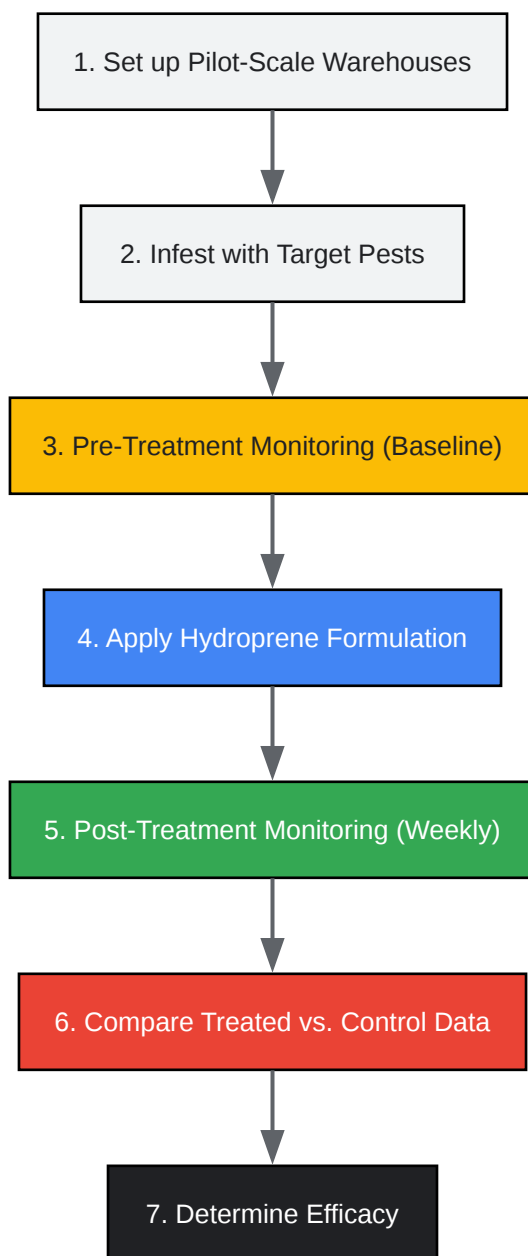 1. Set up Pilot-Scale Warehouses
2. Infest with Target Pests
3. Pre-Treatment Monitoring (Baseline)
4. Apply Hydroprene Formulation
5. Post-Treatment Monitoring (Weekly)
6. Compare Treated vs. Control Data
7. Determine Efficacy